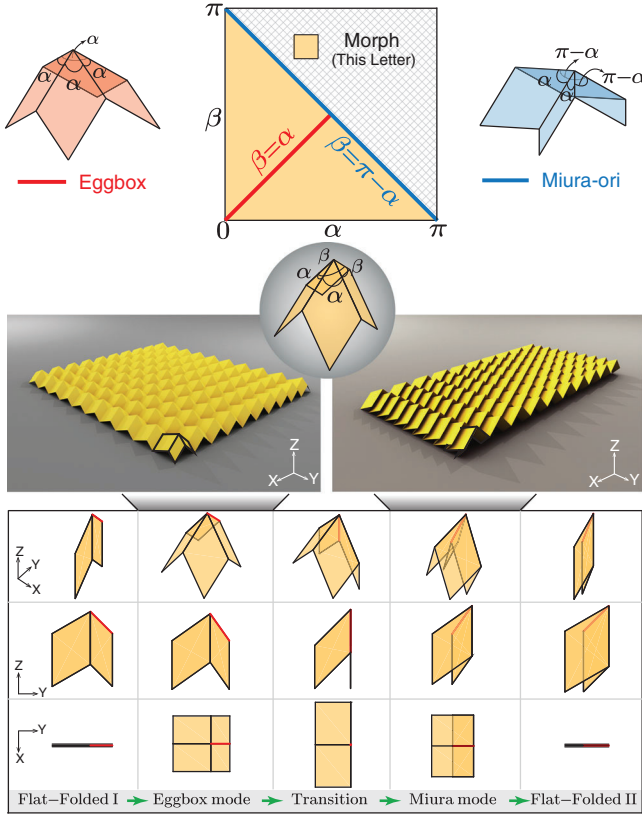 α
α
α
α
Eggbox
π
β
0
α
π
Morph
(This Letter)
β=α
β=π−α
π−α
α
α
π−α
Miura-ori
β
β
α
α
Z
X
Y
Z
X
Y
Z
Y
X
Z
Y
Y
X
Flat−Folded I
Eggbox mode
Transition
Miura mode
Flat−Folded II